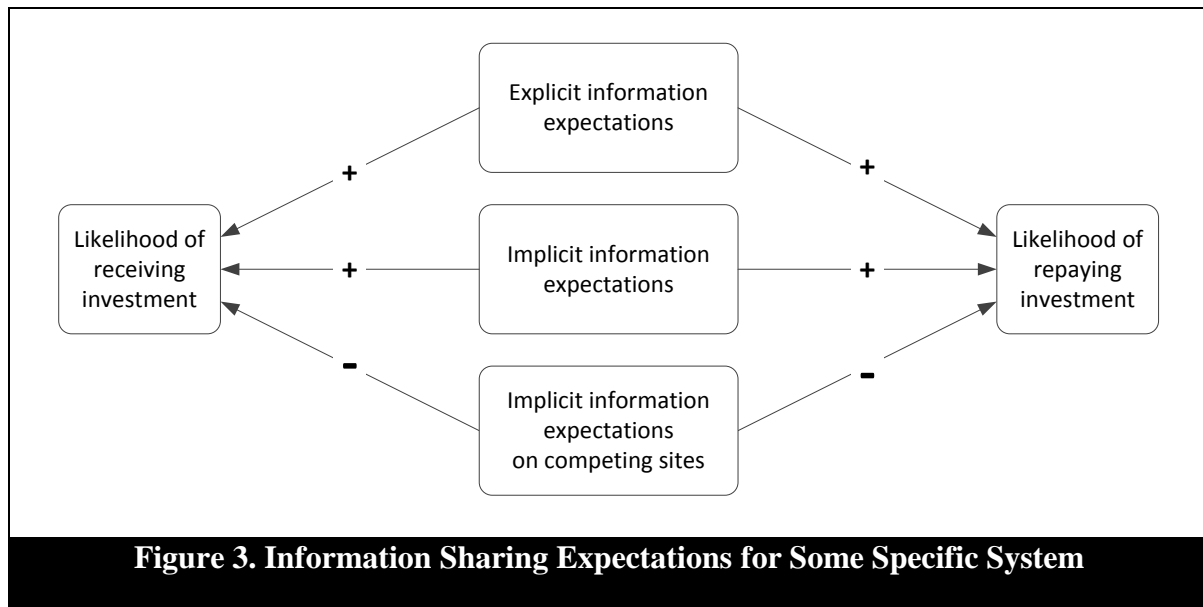 Explicit information
expectations
+
+
Likelihood of
receiving
investment
+
Implicit information
expectations
+
Likelihood of
repaying
investment
-
Implicit information
expectations
on competing sites
-
Figure 3. Information Sharing Expectations for Some Specific System